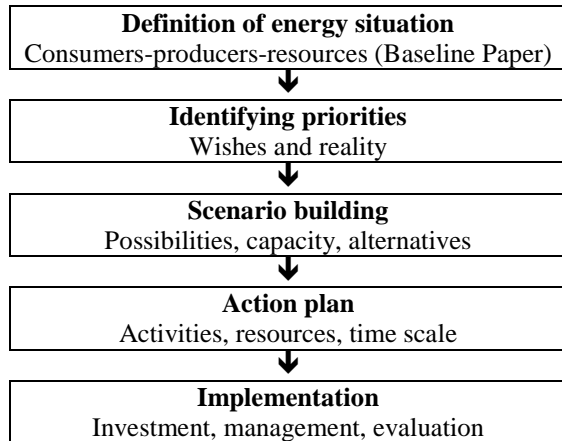 Definition of energy situation
Consumers-producers-resources (Baseline Paper)
Identifying priorities
Wishes and reality
Scenario building
Possibilities, capacity, alternatives
Action plan
Activities, resources, time scale
Implementation
Investment, management, evaluation